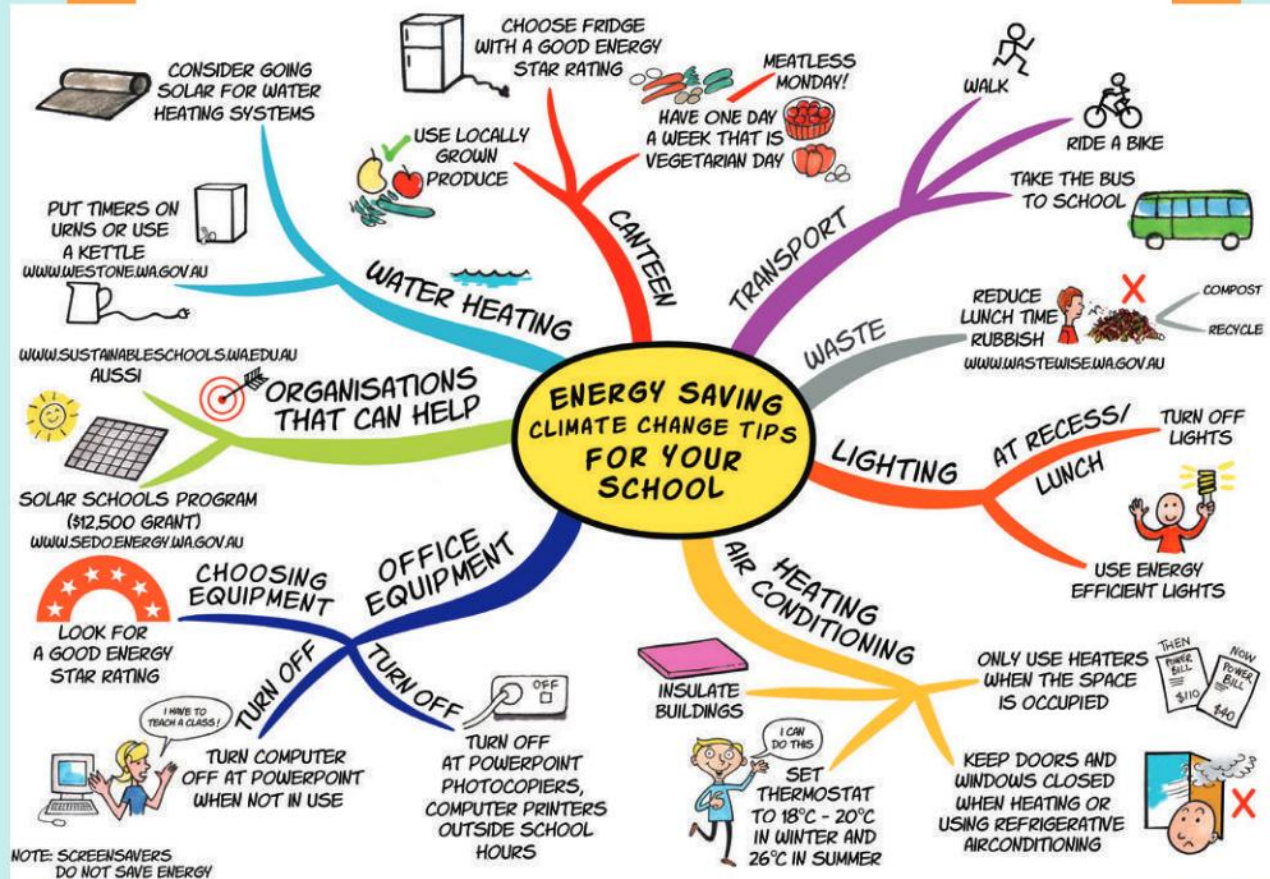 ENERGY SAVING
CLIMATE CHANGE TIPS
FOR YOUR
SCHOOL
CANTEEN
USE LOCALLY
GROWN
PRODUCE
CHOOSE FRIDGE
WITH A GOOD ENERGY
STAR RATING
MEATLESS
MONDAY!
HAVE ONE DAY
A WEEK THAT IS
VEGETARIAN DAY
TRANSPORT
WALK
RIDE A BIKE
TAKE THE BUS
TO SCHOOL
WASTE
REDUCE
LUNCH TIME
RUBBISH
WWW.WASTEWISE.WA.GOV.AU
COMPOST
RECYCLE
LIGHTING
AT RECESS/
LUNCH
TURN OFF
LIGHTS
USE ENERGY
EFFICIENT LIGHTS
HEATING
AIR CONDITIONING
ONLY USE HEATERS
WHEN THE SPACE
IS OCCUPIED
THEN
POWER
BILL
$110
NOW
POWER
BILL
$40
KEEP DOORS AND
WINDOWS CLOSED
WHEN HEATING OR
USING REFRIGERATIVE
AIRCONDITIONING
I CAN
DO THIS
SET
THERMOSTAT
TO 18°C - 20°C
IN WINTER AND
26°C IN SUMMER
INSULATE
BUILDINGS
OFFICE
EQUIPMENT
TURN OFF
OFF
TURN OFF
AT POWERPOINT
PHOTOCOPIERS,
COMPUTER PRINTERS
OUTSIDE SCHOOL
HOURS
TURN OFF
I HAVE TO
TEACH A CLASS!
TURN COMPUTER
OFF AT POWERPOINT
WHEN NOT IN USE
NOTE: SCREENSAVERS
DO NOT SAVE ENERGY
CHOOSING
EQUIPMENT
LOOK FOR
A GOOD ENERGY
STAR RATING
ORGANISATIONS
THAT CAN HELP
WWW.SUSTAINABLESCHOOLS.WA.EDU.AU
AUSSI
SOLAR SCHOOLS PROGRAM
($12,500 GRANT)
WWW.SEDO.ENERGY.WA.GOV.AU
WATER HEATING
CONSIDER GOING
SOLAR FOR WATER
HEATING SYSTEMS
PUT TIMERS ON
URNS OR USE
A KETTLE
WWW.WESTONE.WA.GOV.AU